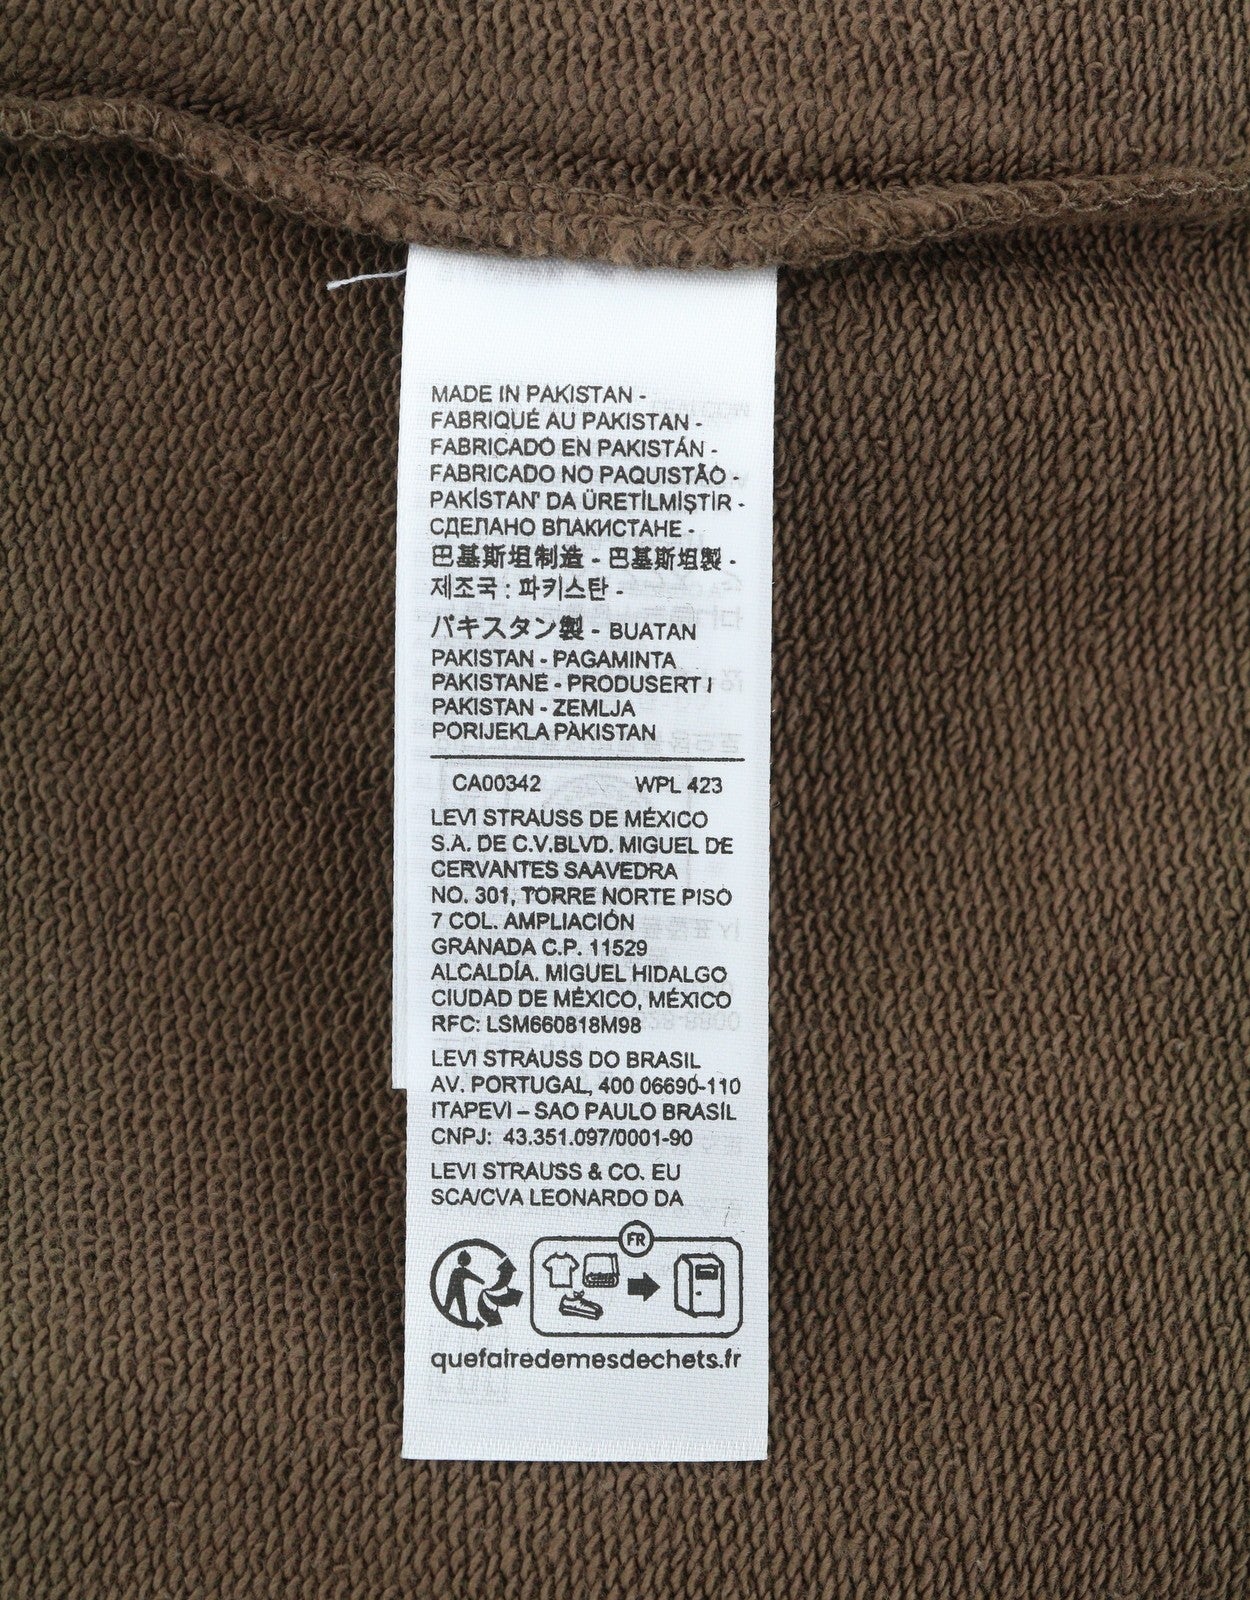 MADE IN PAKISTAN -
FABRIQUÉ AU PAKISTAN -
FABRICADO EN PAKISTÁN -
FABRICADO NO PAQUISTÃO -
PAKİSTAN' DA ÜRETİLMİŞTİR -
СДЕЛАНО ВПАКИСТАНЕ -
巴基斯坦制造 - 巴基斯坦製 -
제조국 : 파키스탄 -
パキスタン製 - BUATAN
PAKISTAN - PAGAMINTA
PAKISTANE - PRODUSERT I
PAKISTAN - ZEMLJA
PORIJEKLA PAKISTAN
CA00342 WPL 423
LEVI STRAUSS DE MÉXICO
S.A. DE C.V.BLVD. MIGUEL DE
CERVANTES SAAVEDRA
NO. 301, TORRE NORTE PISO
7 COL. AMPLIACIÓN
GRANADA C.P. 11529
ALCALDÍA. MIGUEL HIDALGO
CIUDAD DE MÉXICO, MÉXICO
RFC: LSM660818M98
LEVI STRAUSS DO BRASIL
AV. PORTUGAL, 400 06690-110
ITAPEVI – SAO PAULO BRASIL
CNPJ: 43.351.097/0001-90
LEVI STRAUSS & CO. EU
SCA/CVA LEONARDO DA
FR
quefairedemesdechets.fr